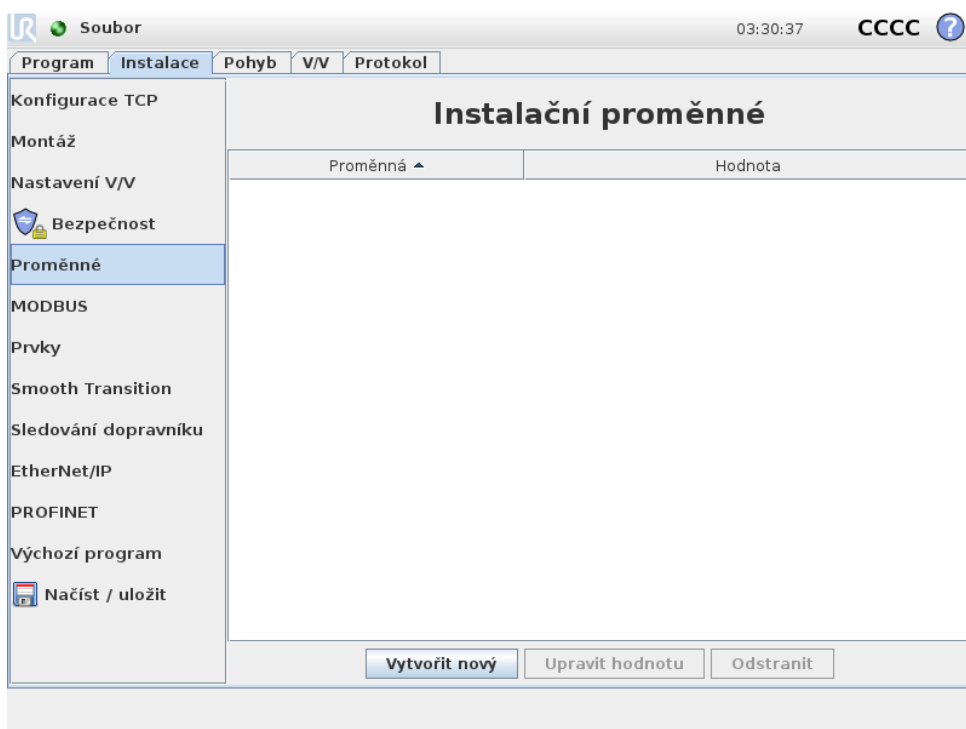 UR Soubor 03:30:37 CCCC ?
Program Instalace Pohyb V/V Protokol
Konfigurace TCP
Montáž
Nastavení V/V
Bezpečnost
Proměnné
MODBUS
Prvky
Smooth Transition
Sledování dopravníku
EtherNet/IP
PROFINET
Výchozí program
Načíst / uložit
Instalační proměnné
Proměnná Hodnota
Vytvořit nový Upravit hodnotu Odstranit